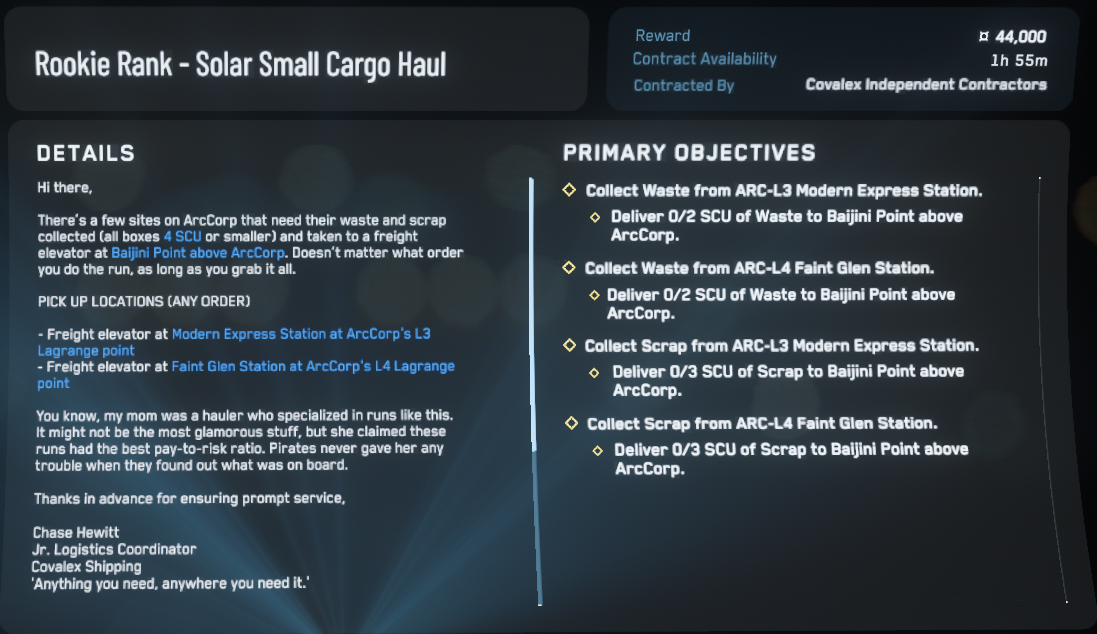 Rookie Rank - Solar Small Cargo Haul
Reward ¤ 44,000
Contract Availability 1h 55m
Contracted By Covalex Independent Contractors
DETAILS
Hi there,
There's a few sites on ArcCorp that need their waste and scrap
collected (all boxes 4 SCU or smaller) and taken to a freight
elevator at Baijini Point above ArcCorp. Doesn't matter what order
you do the run, as long as you grab it all.
PICK UP LOCATIONS (ANY ORDER)
- Freight elevator at Modern Express Station at ArcCorp's L3
Lagrange point
- Freight elevator at Faint Glen Station at ArcCorp's L4 Lagrange
point
You know, my mom was a hauler who specialized in runs like this.
It might not be the most glamorous stuff, but she claimed these
runs had the best pay-to-risk ratio. Pirates never gave her any
trouble when they found out what was on board.
Thanks in advance for ensuring prompt service,
Chase Hewitt
Jr. Logistics Coordinator
Covalex Shipping
'Anything you need, anywhere you need it.'
PRIMARY OBJECTIVES
Collect Waste from ARC-L3 Modern Express Station.
Deliver 0/2 SCU of Waste to Baijini Point above
ArcCorp.
Collect Waste from ARC-L4 Faint Glen Station.
Deliver 0/2 SCU of Waste to Baijini Point above
ArcCorp.
Collect Scrap from ARC-L3 Modern Express Station.
Deliver 0/3 SCU of Scrap to Baijini Point above
ArcCorp.
Collect Scrap from ARC-L4 Faint Glen Station.
Deliver 0/3 SCU of Scrap to Baijini Point above
ArcCorp.